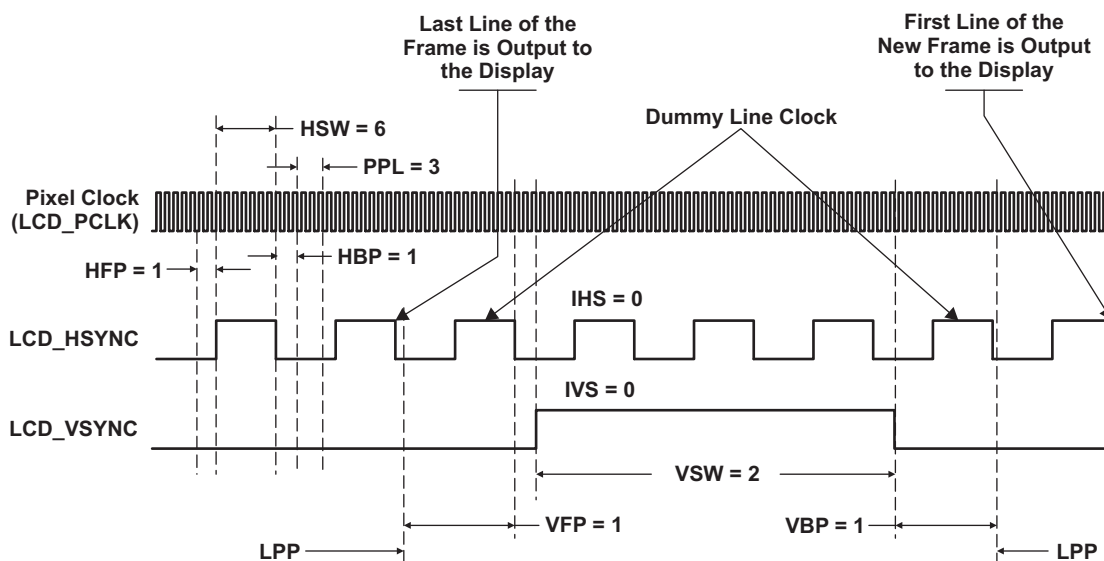 Last Line of the
Frame is Output to
the Display
First Line of the
New Frame is Output
to the Display
HSW = 6
Dummy Line Clock
PPL = 3
Pixel Clock
(LCD_PCLK)
HFP = 1
HBP = 1
IHS = 0
LCD_HSYNC
IVS = 0
LCD_VSYNC
VSW = 2
VFP = 1
VBP = 1
LPP
LPP